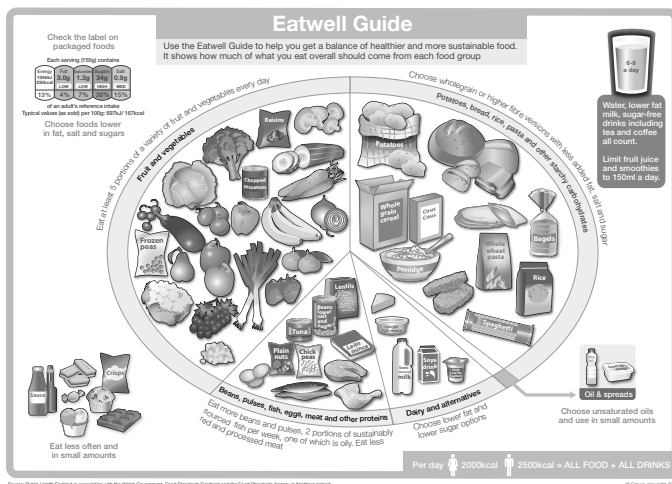 Eatwell Guide
Use the Eatwell Guide to help you get a balance of healthier and more sustainable food.
It shows how much of what you eat overall should come from each food group
Check the label on
packaged foods
Each serving (150g) contains
Energy
1046kJ
250kcal
Fat
3.0g
LOW
1.3g
LOW
Sugars
34g
HIGH
Salt
0.9g
MED
13%
4%
7%
38%
15%
of an adult's reference intake
Typical values (as sold) per 100g: 697kJ/ 167kcal
Choose foods lower
in fat, salt and sugars
6-8
a day
Water, lower fat
milk, sugar-free
drinks including
tea and coffee
all count.
Limit fruit juice
and smoothies
to 150ml a day.
Eat at least 5 portions of a variety of fruit and vegetables every day
Fruit and vegetables
Choose wholegrain or higher fibre versions with less added fat, salt and sugar
Potatoes, bread, rice, pasta and other starchy carbohydrates
Raisins
Chopped
tomatoes
Frozen
peas
Potatoes
Whole
grain
cereal
Cous
Cous
Porridge
Whole
wheat
pasta
Bagels
Rice
Spaghetti
Lentils
Beans
lower
salt
and
sugar
Tuna
Plain
nuts
Chick
peas
Lean
mince
milk
Soya
drink
Beans, pulses, fish, eggs, meat and other proteins
Eat more beans and pulses, 2 portions of sustainably
sourced fish per week, one of which is oily. Eat less
red and processed meat
Dairy and alternatives
Choose lower fat and
lower sugar options
Crisps
Sauce
Eat less often and
in small amounts
Oil & spreads
Choose unsaturated oils
and use in small amounts
Per day 2000kcal 2500kcal = ALL FOOD + ALL DRINKS